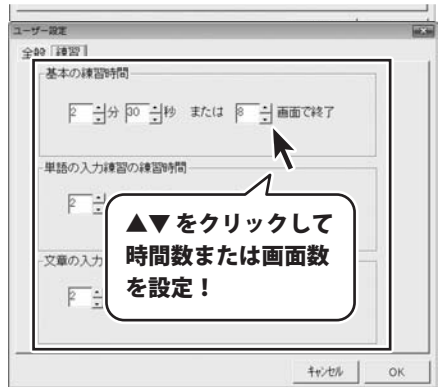 ユーザー設定
全般 練習
基本の練習時間
2 分 30 秒 または 8 画面で終了
単語の入力練習の練習時間
2
▲▼をクリックして
時間数または画面数
を設定！
文章の入力
2
キャンセル OK